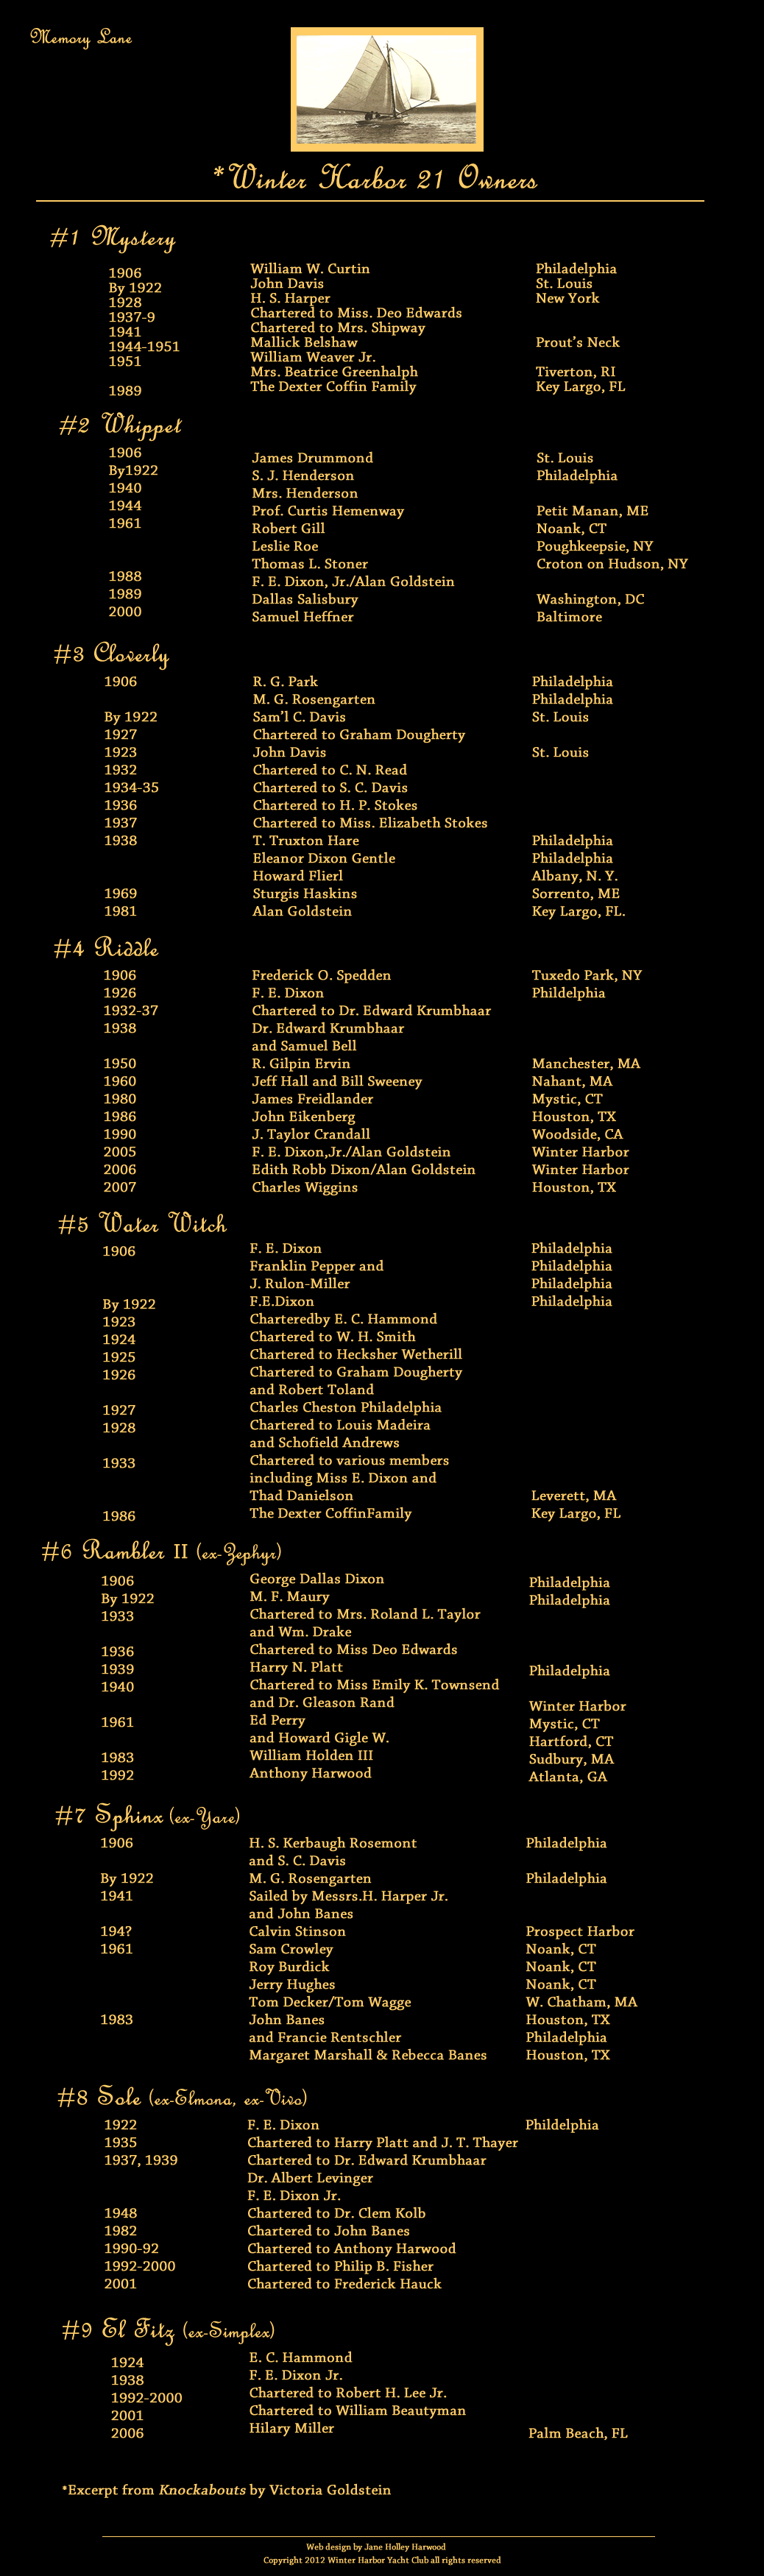 Memory Lane
*Winter Harbor 21 Owners
#1 Mystery
1906 William W. Curtin Philadelphia
By 1922 John Davis St. Louis
1928 H. S. Harper New York
1937-9 Chartered to Miss. Deo Edwards
1941 Chartered to Mrs. Shipway
1944-1951 Mallick Belshaw Prout's Neck
1951 William Weaver Jr.
Mrs. Beatrice Greenhalph Tiverton, RI
1989 The Dexter Coffin Family Key Largo, FL
#2 Whippet
1906 James Drummond St. Louis
By1922 S. J. Henderson Philadelphia
1940 Mrs. Henderson
1944 Prof. Curtis Hemenway Petit Manan, ME
1961 Robert Gill Noank, CT
Leslie Roe Poughkeepsie, NY
Thomas L. Stoner Croton on Hudson, NY
1988 F. E. Dixon, Jr./Alan Goldstein
1989 Dallas Salisbury Washington, DC
2000 Samuel Heffner Baltimore
#3 Cloverly
1906 R. G. Park Philadelphia
M. G. Rosengarten Philadelphia
By 1922 Sam'l C. Davis St. Louis
1927 Chartered to Graham Dougherty
1923 John Davis St. Louis
1932 Chartered to C. N. Read
1934-35 Chartered to S. C. Davis
1936 Chartered to H. P. Stokes
1937 Chartered to Miss. Elizabeth Stokes
1938 T. Truxton Hare Philadelphia
Eleanor Dixon Gentle Philadelphia
Howard Flierl Albany, N. Y.
1969 Sturgis Haskins Sorrento, ME
1981 Alan Goldstein Key Largo, FL.
#4 Riddle
1906 Frederick O. Spedden Tuxedo Park, NY
1926 F. E. Dixon Phildelphia
1932-37 Chartered to Dr. Edward Krumbhaar
1938 Dr. Edward Krumbhaar
and Samuel Bell
1950 R. Gilpin Ervin Manchester, MA
1960 Jeff Hall and Bill Sweeney Nahant, MA
1980 James Freidlander Mystic, CT
1986 John Eikenberg Houston, TX
1990 J. Taylor Crandall Woodside, CA
2005 F. E. Dixon,Jr./Alan Goldstein Winter Harbor
2006 Edith Robb Dixon/Alan Goldstein Winter Harbor
2007 Charles Wiggins Houston, TX
#5 Water Witch
1906 F. E. Dixon Philadelphia
Franklin Pepper and Philadelphia
J. Rulon-Miller Philadelphia
By 1922 F.E.Dixon Philadelphia
1923 Charteredby E. C. Hammond
1924 Chartered to W. H. Smith
1925 Chartered to Hecksher Wetherill
1926 Chartered to Graham Dougherty
and Robert Toland
1927 Charles Cheston Philadelphia
1928 Chartered to Louis Madeira
and Schofield Andrews
1933 Chartered to various members
including Miss E. Dixon and
Thad Danielson Leverett, MA
1986 The Dexter CoffinFamily Key Largo, FL
#6 Rambler II (ex-Zephyr)
1906 George Dallas Dixon Philadelphia
By 1922 M. F. Maury Philadelphia
1933 Chartered to Mrs. Roland L. Taylor
and Wm. Drake
1936 Chartered to Miss Deo Edwards
1939 Harry N. Platt Philadelphia
1940 Chartered to Miss Emily K. Townsend
and Dr. Gleason Rand Winter Harbor
1961 Ed Perry Mystic, CT
and Howard Gigle W. Hartford, CT
1983 William Holden III Sudbury, MA
1992 Anthony Harwood Atlanta, GA
#7 Sphinx (ex-Yare)
1906 H. S. Kerbaugh Rosemont Philadelphia
and S. C. Davis
By 1922 M. G. Rosengarten Philadelphia
1941 Sailed by Messrs.H. Harper Jr.
and John Banes
194? Calvin Stinson Prospect Harbor
1961 Sam Crowley Noank, CT
Roy Burdick Noank, CT
Jerry Hughes Noank, CT
Tom Decker/Tom Wagge W. Chatham, MA
1983 John Banes Houston, TX
and Francie Rentschler Philadelphia
Margaret Marshall & Rebecca Banes Houston, TX
#8 Sole (ex-Elmona, ex-Vivo)
1922 F. E. Dixon Phildelphia
1935 Chartered to Harry Platt and J. T. Thayer
1937, 1939 Chartered to Dr. Edward Krumbhaar
Dr. Albert Levinger
F. E. Dixon Jr.
1948 Chartered to Dr. Clem Kolb
1982 Chartered to John Banes
1990-92 Chartered to Anthony Harwood
1992-2000 Chartered to Philip B. Fisher
2001 Chartered to Frederick Hauck
#9 El Fitz (ex-Simplex)
1924 E. C. Hammond
1938 F. E. Dixon Jr.
1992-2000 Chartered to Robert H. Lee Jr.
2001 Chartered to William Beautyman
2006 Hilary Miller Palm Beach, FL
*Excerpt from Knockabouts by Victoria Goldstein
Web design by Jane Holley Harwood
Copyright 2012 Winter Harbor Yacht Club all rights reserved